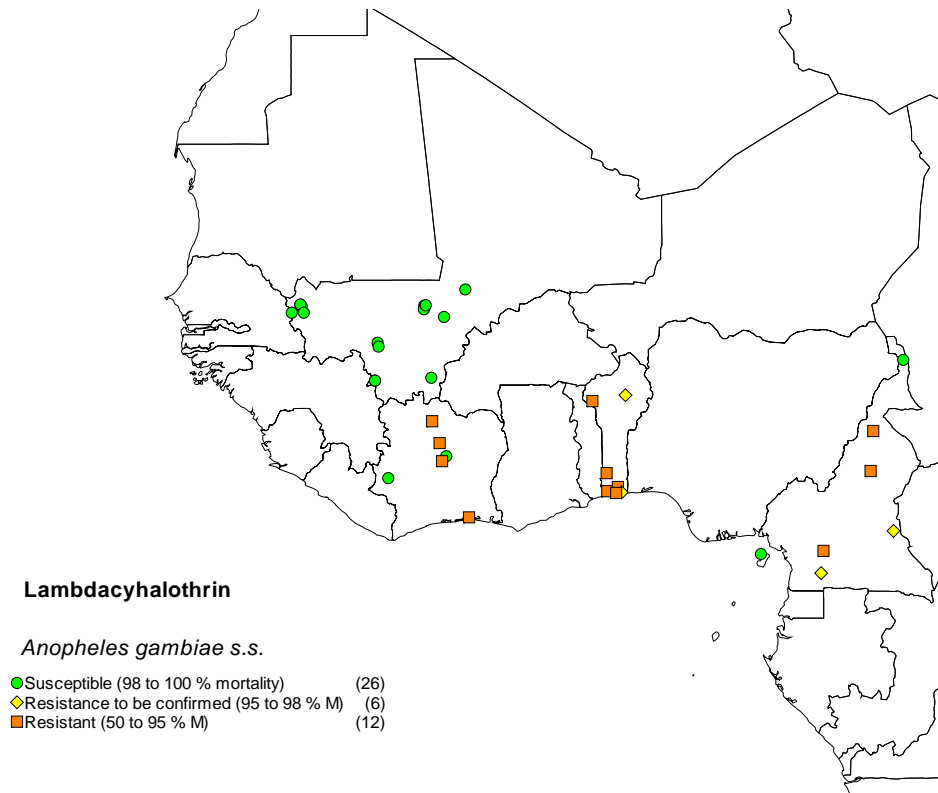 Lambdacyhalothrin
Anopheles gambiae s.s.
Susceptible (98 to 100 % mortality) (26)
Resistance to be confirmed (95 to 98 % M) (6)
Resistant (50 to 95 % M) (12)